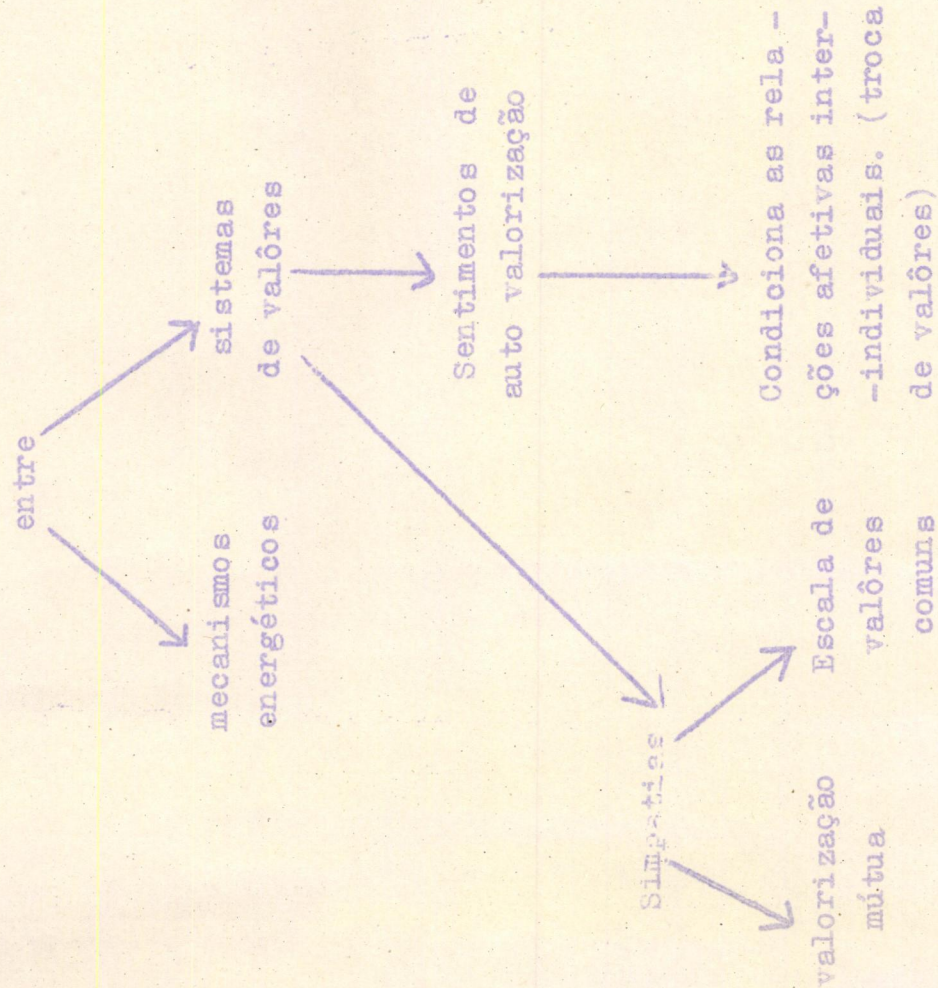 entre
mecanismos
energéticos
sistemas
de valôres
Sentimentos de
auto valorização
Simpatias
valorização
mútua
Escala de
valôres
comuns
Condiciona as rela -
ções afetivas inter-
-individuais. (troca
de valôres)